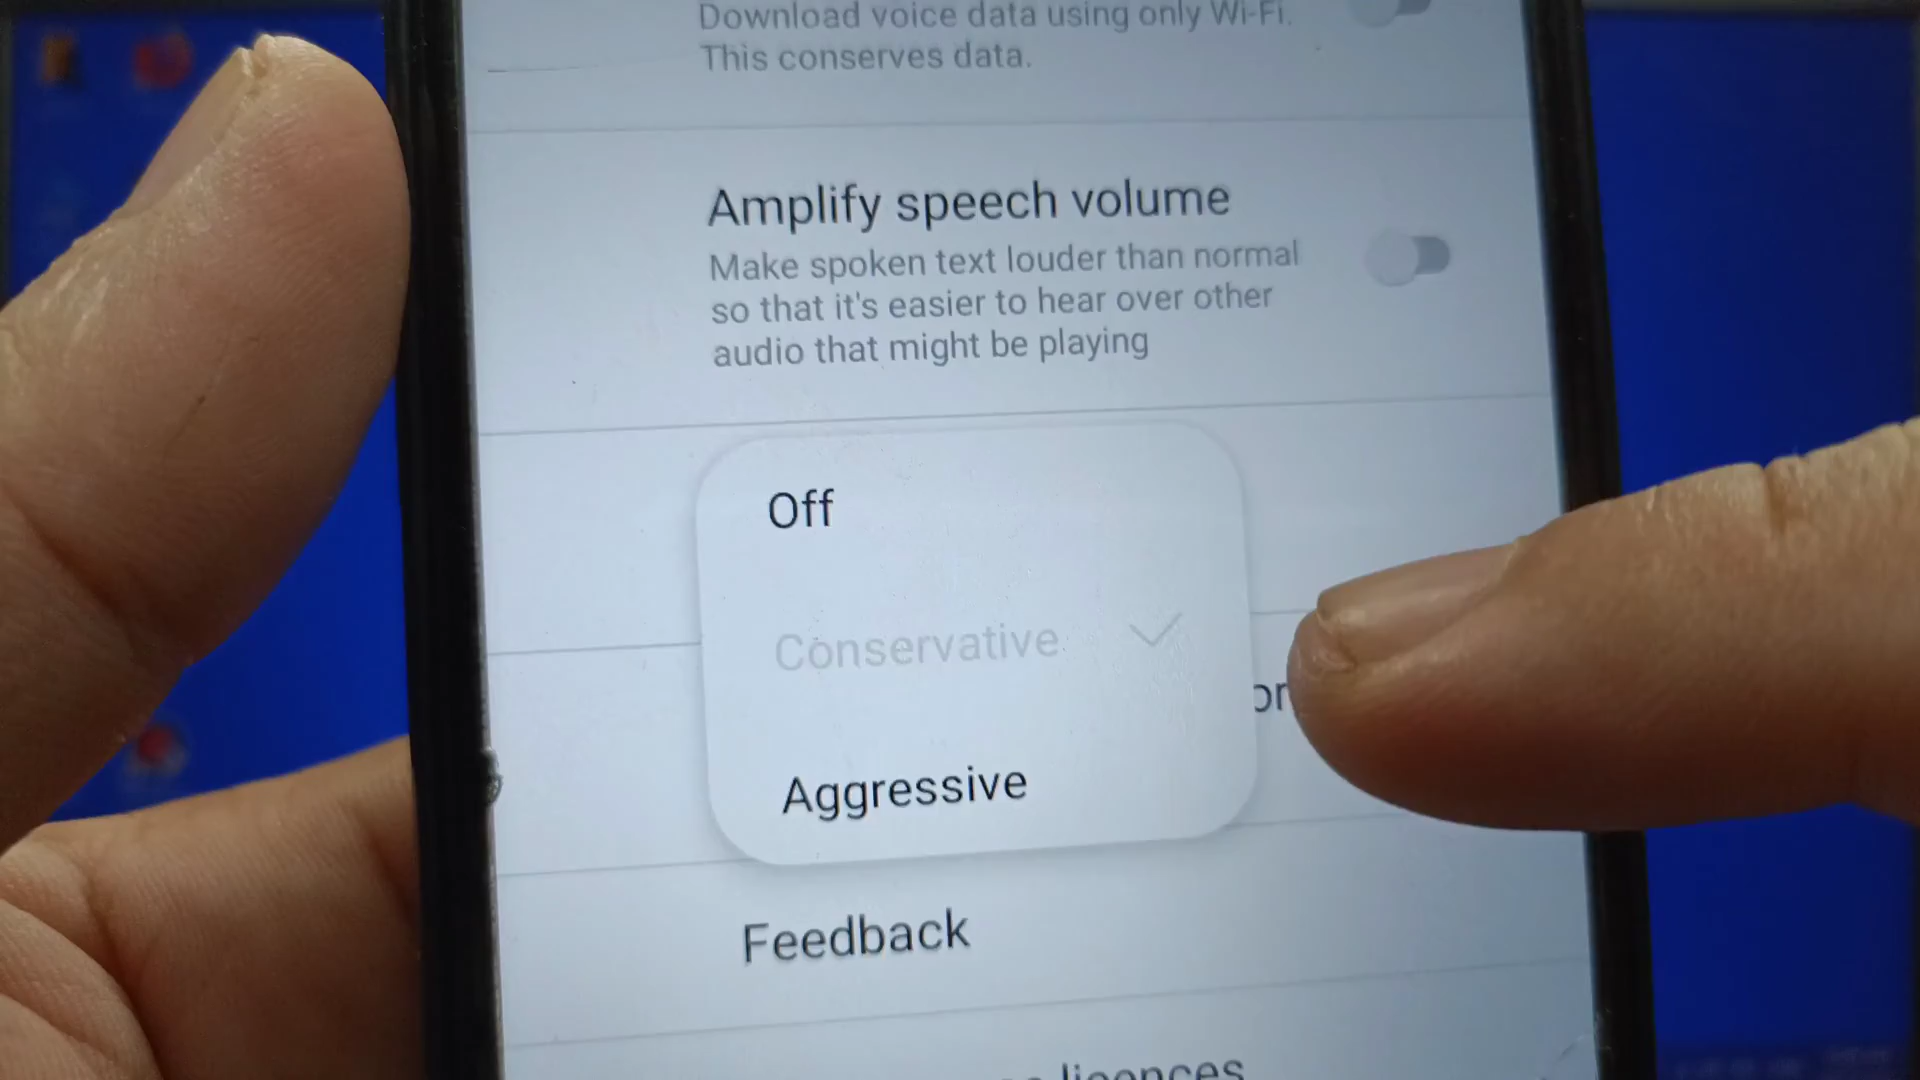 Download voice data using only Wi-Fi.
This conserves data.
Amplify speech volume
Make spoken text louder than normal
so that it's easier to hear over other
audio that might be playing
Off
Conservative
Aggressive
Feedback
licences